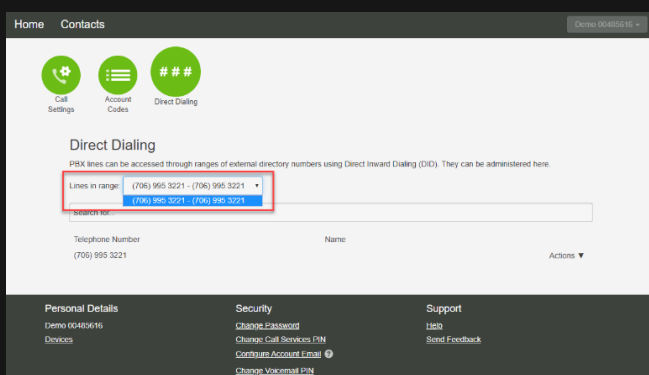 Home Contacts Demo 00485616
###
Call Settings Account Codes Direct Dialing
Direct Dialing
PBX lines can be accessed through ranges of external directory numbers using Direct Inward Dialing (DID). They can be administered here.
Lines in range: (706) 995 3221 - (706) 995 3221
(706) 995 3221 - (706) 995 3221
Search for...
Telephone Number Name
(706) 995 3221 Actions ▼
Personal Details Security Support
Demo 00485616 Change Password Help
Devices Change Call Services PIN Send Feedback
Configure Account Email ?
Change Voicemail PIN